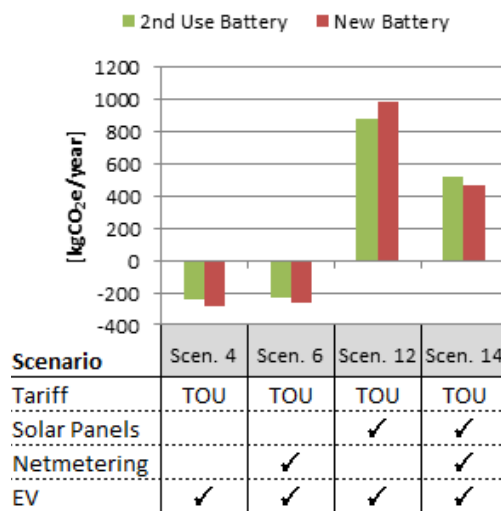 2nd Use Battery New Battery
1200
1000
800
600
400
200
0
-200
-400
[kgCO₂e/year]
Scenario Scen. 4 Scen. 6 Scen. 12 Scen. 14
Tariff TOU TOU TOU TOU
Solar Panels ✓ ✓
Netmetering ✓ ✓
EV ✓ ✓ ✓ ✓